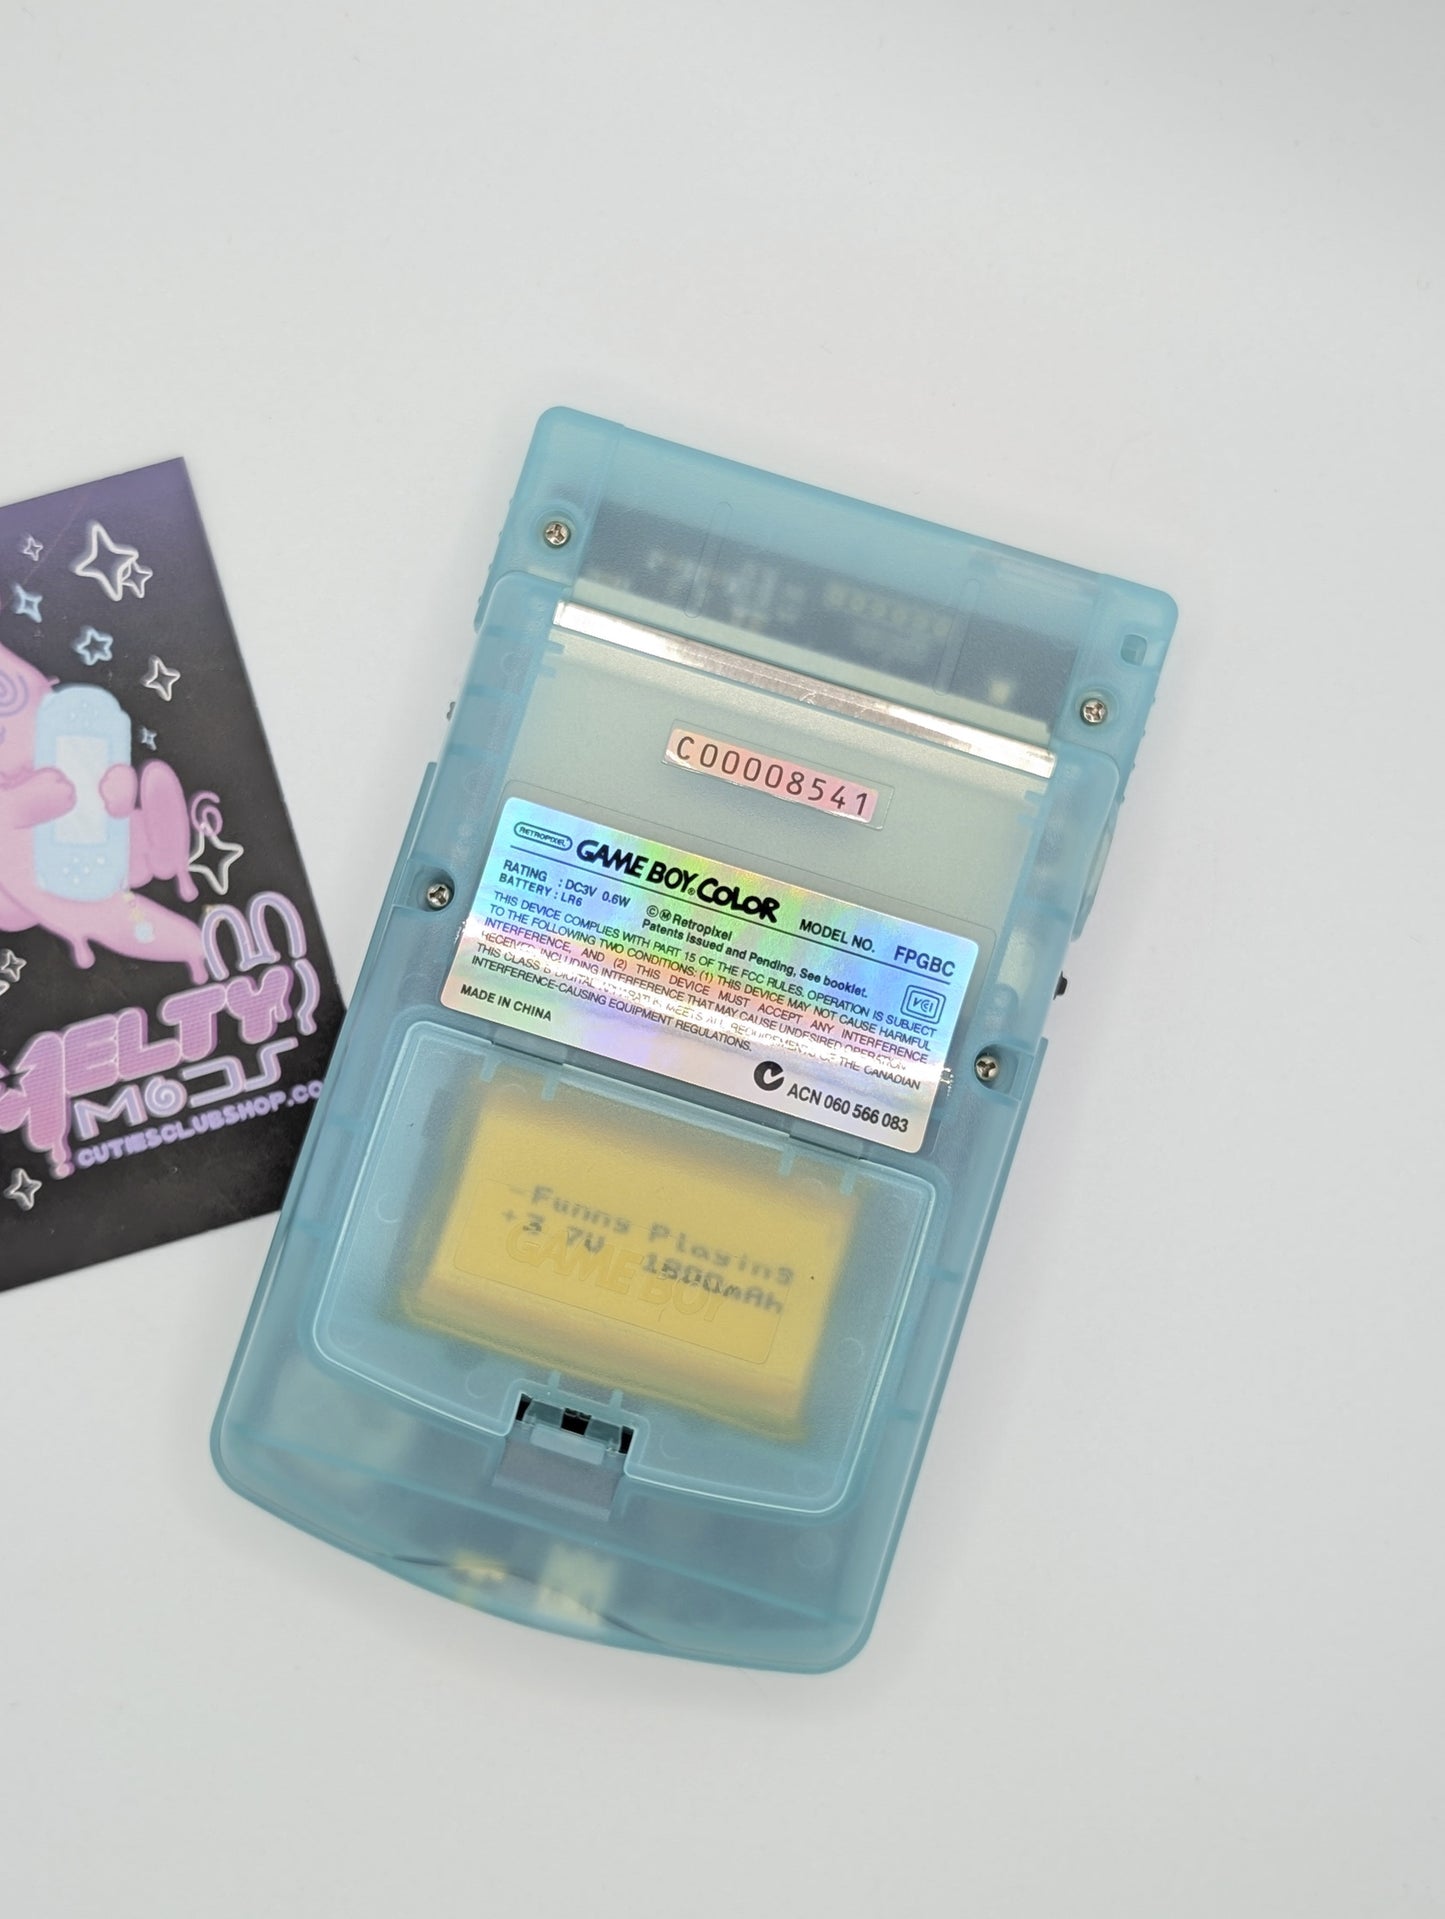 C00008541
RETROPIXEL GAME BOY COLOR
RATING : DC3V 0.6W
BATTERY : LR6
©Ⓜ Retropixel
Patents Issued and Pending, See booklet.
MODEL NO. FPGBC
THIS DEVICE COMPLIES WITH PART 15 OF THE FCC RULES. OPERATION IS SUBJECT
TO THE FOLLOWING TWO CONDITIONS: (1) THIS DEVICE MAY NOT CAUSE HARMFUL
INTERFERENCE, AND (2) THIS DEVICE MUST ACCEPT ANY INTERFERENCE
RECEIVED, INCLUDING INTERFERENCE THAT MAY CAUSE UNDESIRED OPERATION
THIS CLASS B DIGITAL APPARATUS MEETS ALL REQUIREMENTS OF THE CANADIAN
INTERFERENCE-CAUSING EQUIPMENT REGULATIONS.
VCI
MADE IN CHINA
ACN 060 566 083
-Funny Playing
+3.7V 1800mAh
GAME BOY
MELTY
CUTIESCLUBSHOP.CO